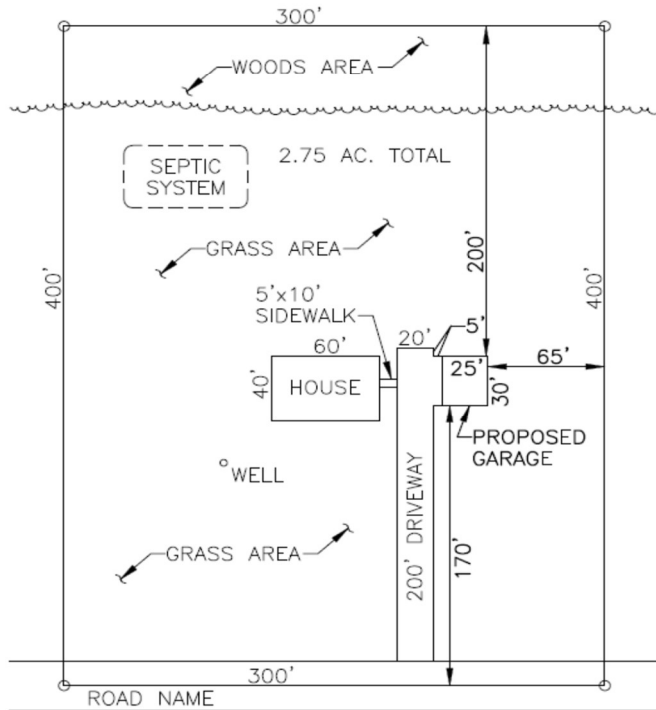 300'
WOODS AREA
SEPTIC
SYSTEM
2.75 AC. TOTAL
GRASS AREA
200'
400'
400'
5'x10'
SIDEWALK
20'
5'
60'
65'
40'
HOUSE
25'
30'
PROPOSED
GARAGE
WELL
200' DRIVEWAY
170'
GRASS AREA
300'
ROAD NAME